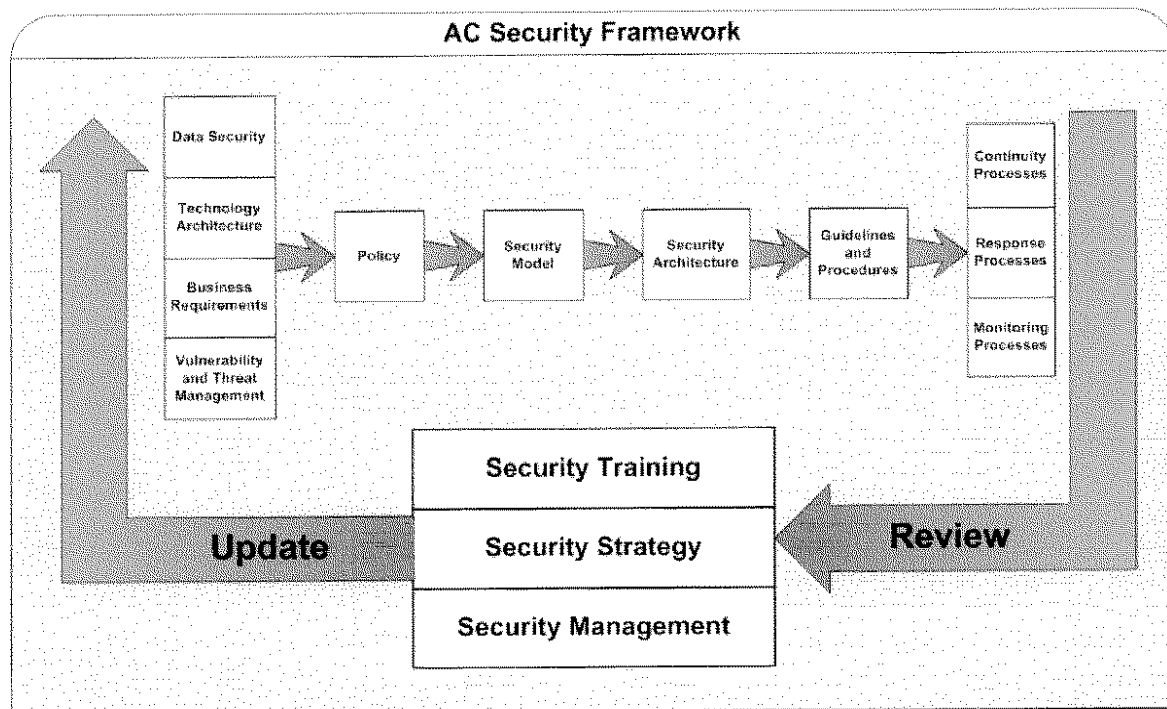 AC Security Framework
Data Security
Technology
Architecture
Business
Requirements
Vulnerability
and Threat
Management
Policy
Security
Model
Security
Architecture
Guidelines
and
Procedures
Continuity
Processes
Response
Processes
Monitoring
Processes
Security Training
Security Strategy
Security Management
Update
Review